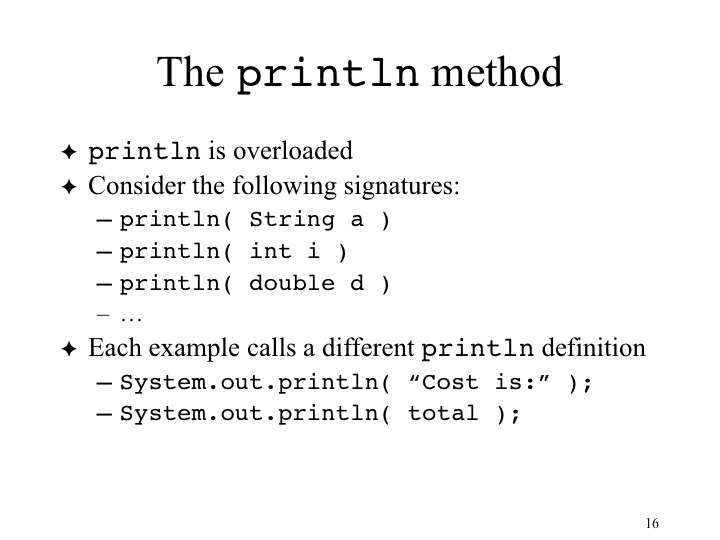 The println method
✦ println is overloaded
✦ Consider the following signatures:
– println( String a )
– println( int i )
– println( double d )
– …
✦ Each example calls a different println definition
– System.out.println( “Cost is:” );
– System.out.println( total );
16